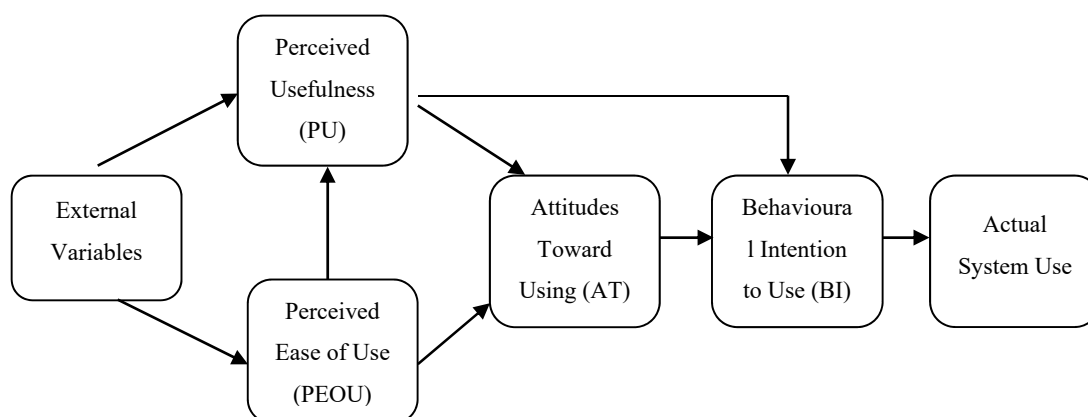 Perceived
Usefulness
(PU)
External
Variables
Perceived
Ease of Use
(PEOU)
Attitudes
Toward
Using (AT)
Behavioura
l Intention
to Use (BI)
Actual
System Use